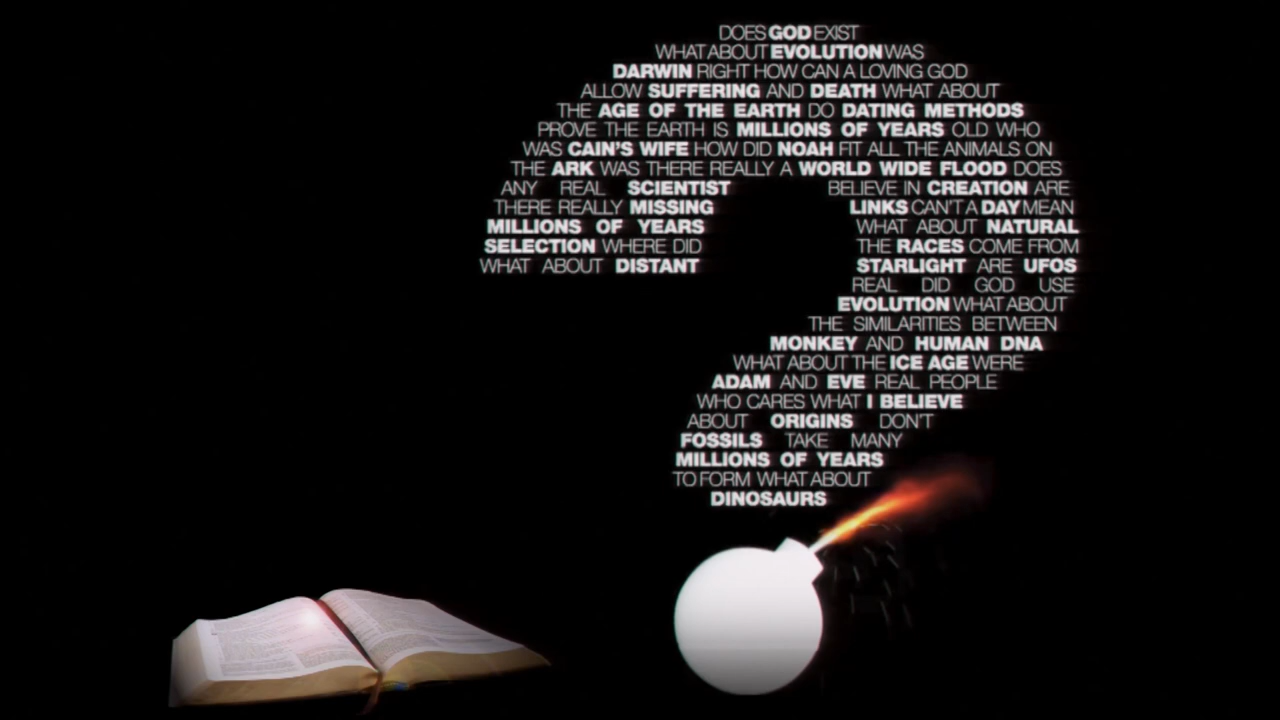 DOES GOD EXIST
WHAT ABOUT EVOLUTION WAS
DARWIN RIGHT HOW CAN A LOVING GOD
ALLOW SUFFERING AND DEATH WHAT ABOUT
THE AGE OF THE EARTH DO DATING METHODS
PROVE THE EARTH IS MILLIONS OF YEARS OLD WHO
WAS CAIN'S WIFE HOW DID NOAH FIT ALL THE ANIMALS ON
THE ARK WAS THERE REALLY A WORLD WIDE FLOOD DOES
ANY REAL SCIENTIST BELIEVE IN CREATION ARE
THERE REALLY MISSING LINKS CAN'T A DAY MEAN
MILLIONS OF YEARS WHAT ABOUT NATURAL
SELECTION WHERE DID THE RACES COME FROM
WHAT ABOUT DISTANT STARLIGHT ARE UFOS
REAL DID GOD USE
EVOLUTION WHAT ABOUT
THE SIMILARITIES BETWEEN
MONKEY AND HUMAN DNA
WHAT ABOUT THE ICE AGE WERE
ADAM AND EVE REAL PEOPLE
WHO CARES WHAT I BELIEVE
ABOUT ORIGINS DON'T
FOSSILS TAKE MANY
MILLIONS OF YEARS
TO FORM WHAT ABOUT
DINOSAURS